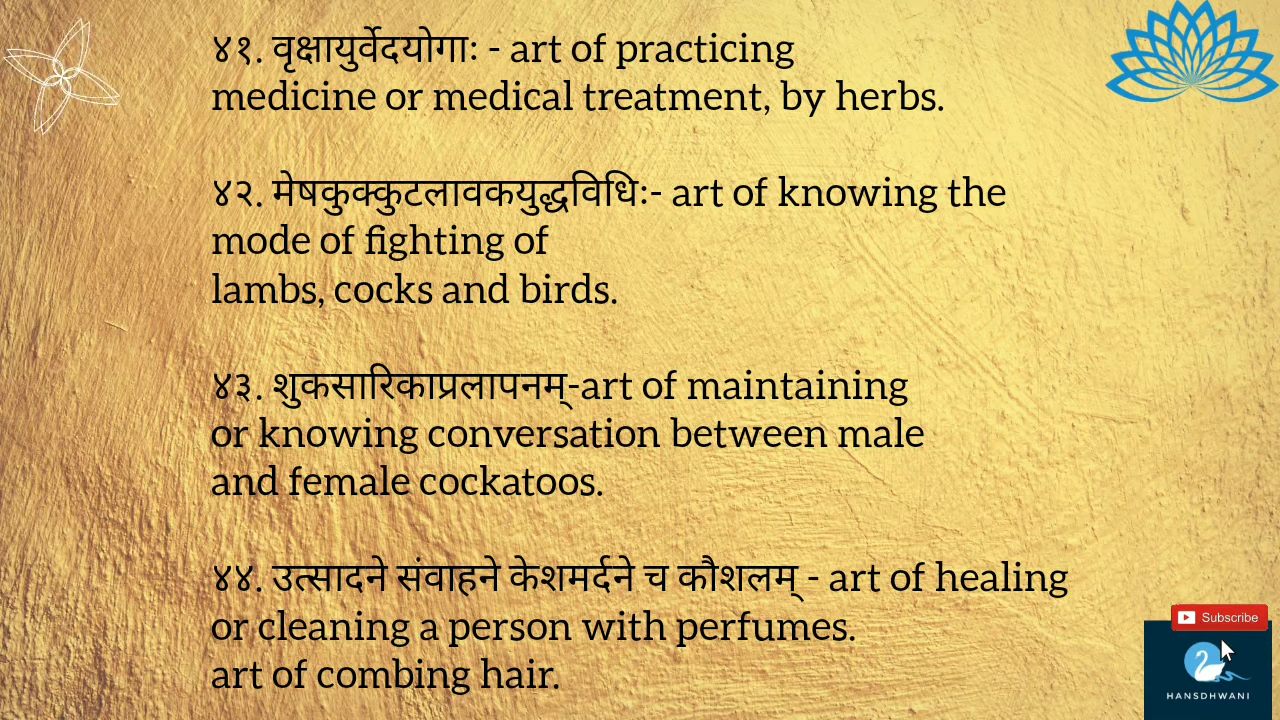 ४१. वृक्षायुर्वेदयोगाः - art of practicing
medicine or medical treatment, by herbs.
४२. मेषकुक्कुटलावकयुद्धविधिः- art of knowing the
mode of fighting of
lambs, cocks and birds.
४३. शुकसारिकाप्रलापनम्-art of maintaining
or knowing conversation between male
and female cockatoos.
४४. उत्सादने संवाहने केशमर्दने च कौशलम् - art of healing
or cleaning a person with perfumes.
art of combing hair.
Subscribe
HANSDHWANI